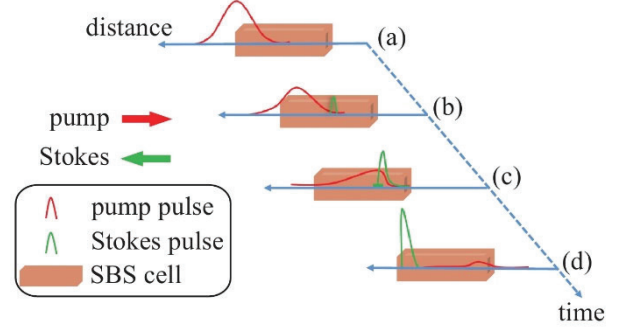 distance
(a)
(b)
pump
Stokes
(c)
pump pulse
Stokes pulse
SBS cell
(d)
time